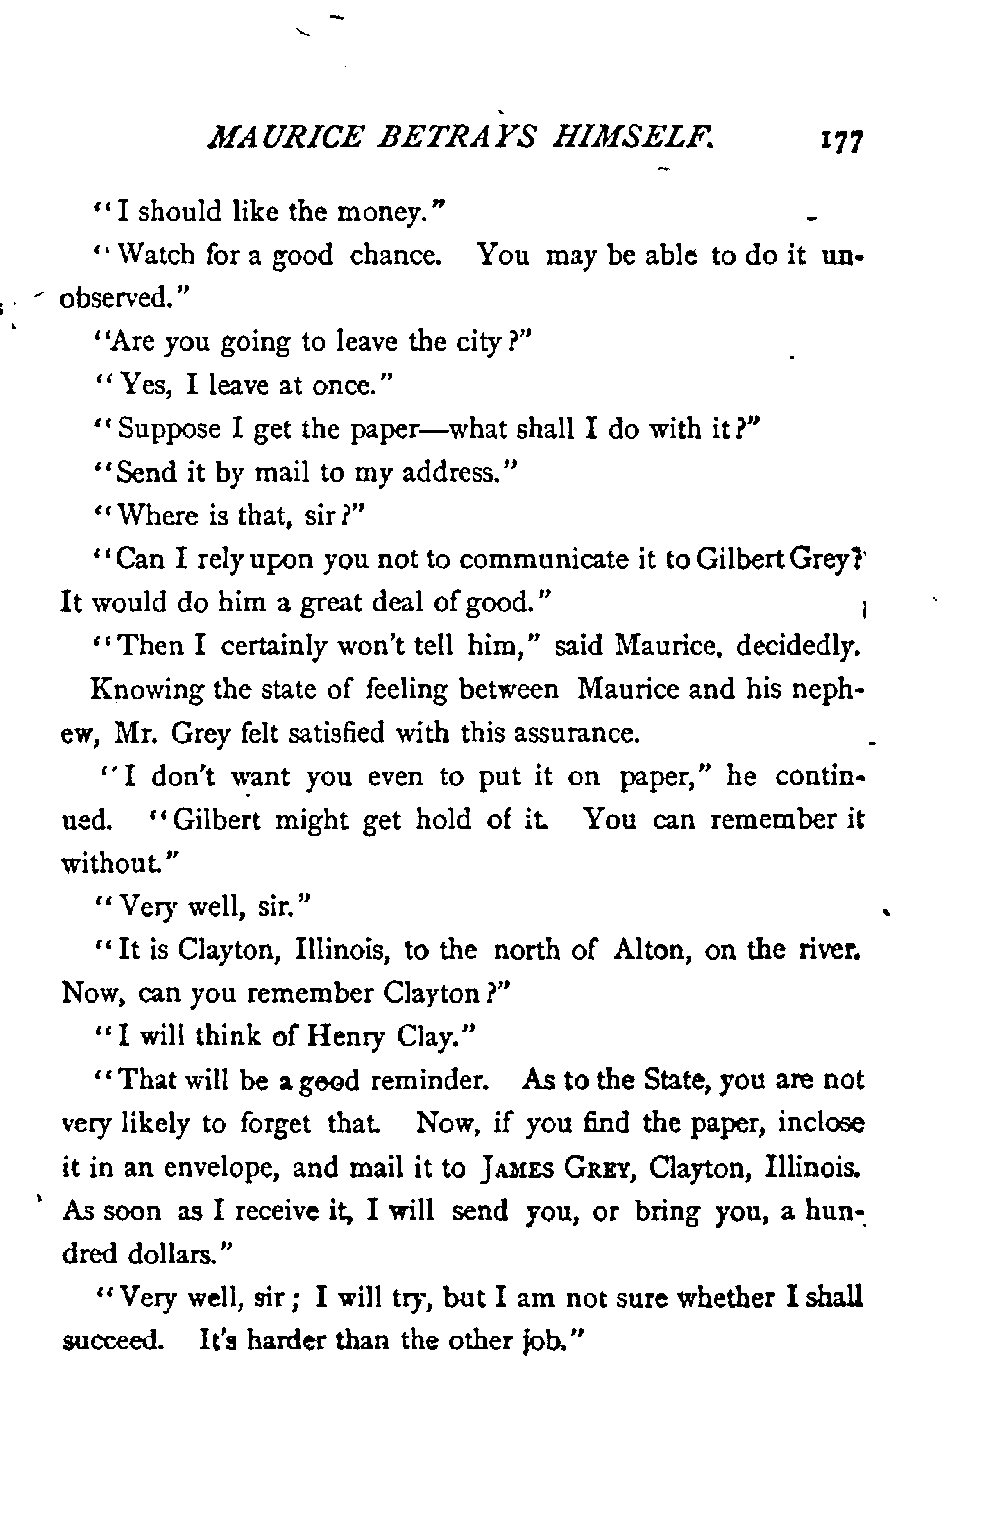 MAURICE BETRAYS HIMSELF. 177
"I should like the money."
"Watch for a good chance. You may be able to do it un-
observed."
"Are you going to leave the city?"
"Yes, I leave at once."
"Suppose I get the paper—what shall I do with it?"
"Send it by mail to my address."
"Where is that, sir?"
"Can I rely upon you not to communicate it to Gilbert Grey?
It would do him a great deal of good."
"Then I certainly won't tell him," said Maurice, decidedly.
Knowing the state of feeling between Maurice and his neph-
ew, Mr. Grey felt satisfied with this assurance.
"I don't want you even to put it on paper," he contin-
ued. "Gilbert might get hold of it. You can remember it
without."
"Very well, sir."
"It is Clayton, Illinois, to the north of Alton, on the river.
Now, can you remember Clayton?"
"I will think of Henry Clay."
"That will be a good reminder. As to the State, you are not
very likely to forget that. Now, if you find the paper, inclose
it in an envelope, and mail it to JAMES GREY, Clayton, Illinois.
As soon as I receive it, I will send you, or bring you, a hun-
dred dollars."
"Very well, sir; I will try, but I am not sure whether I shall
succeed. It's harder than the other job."